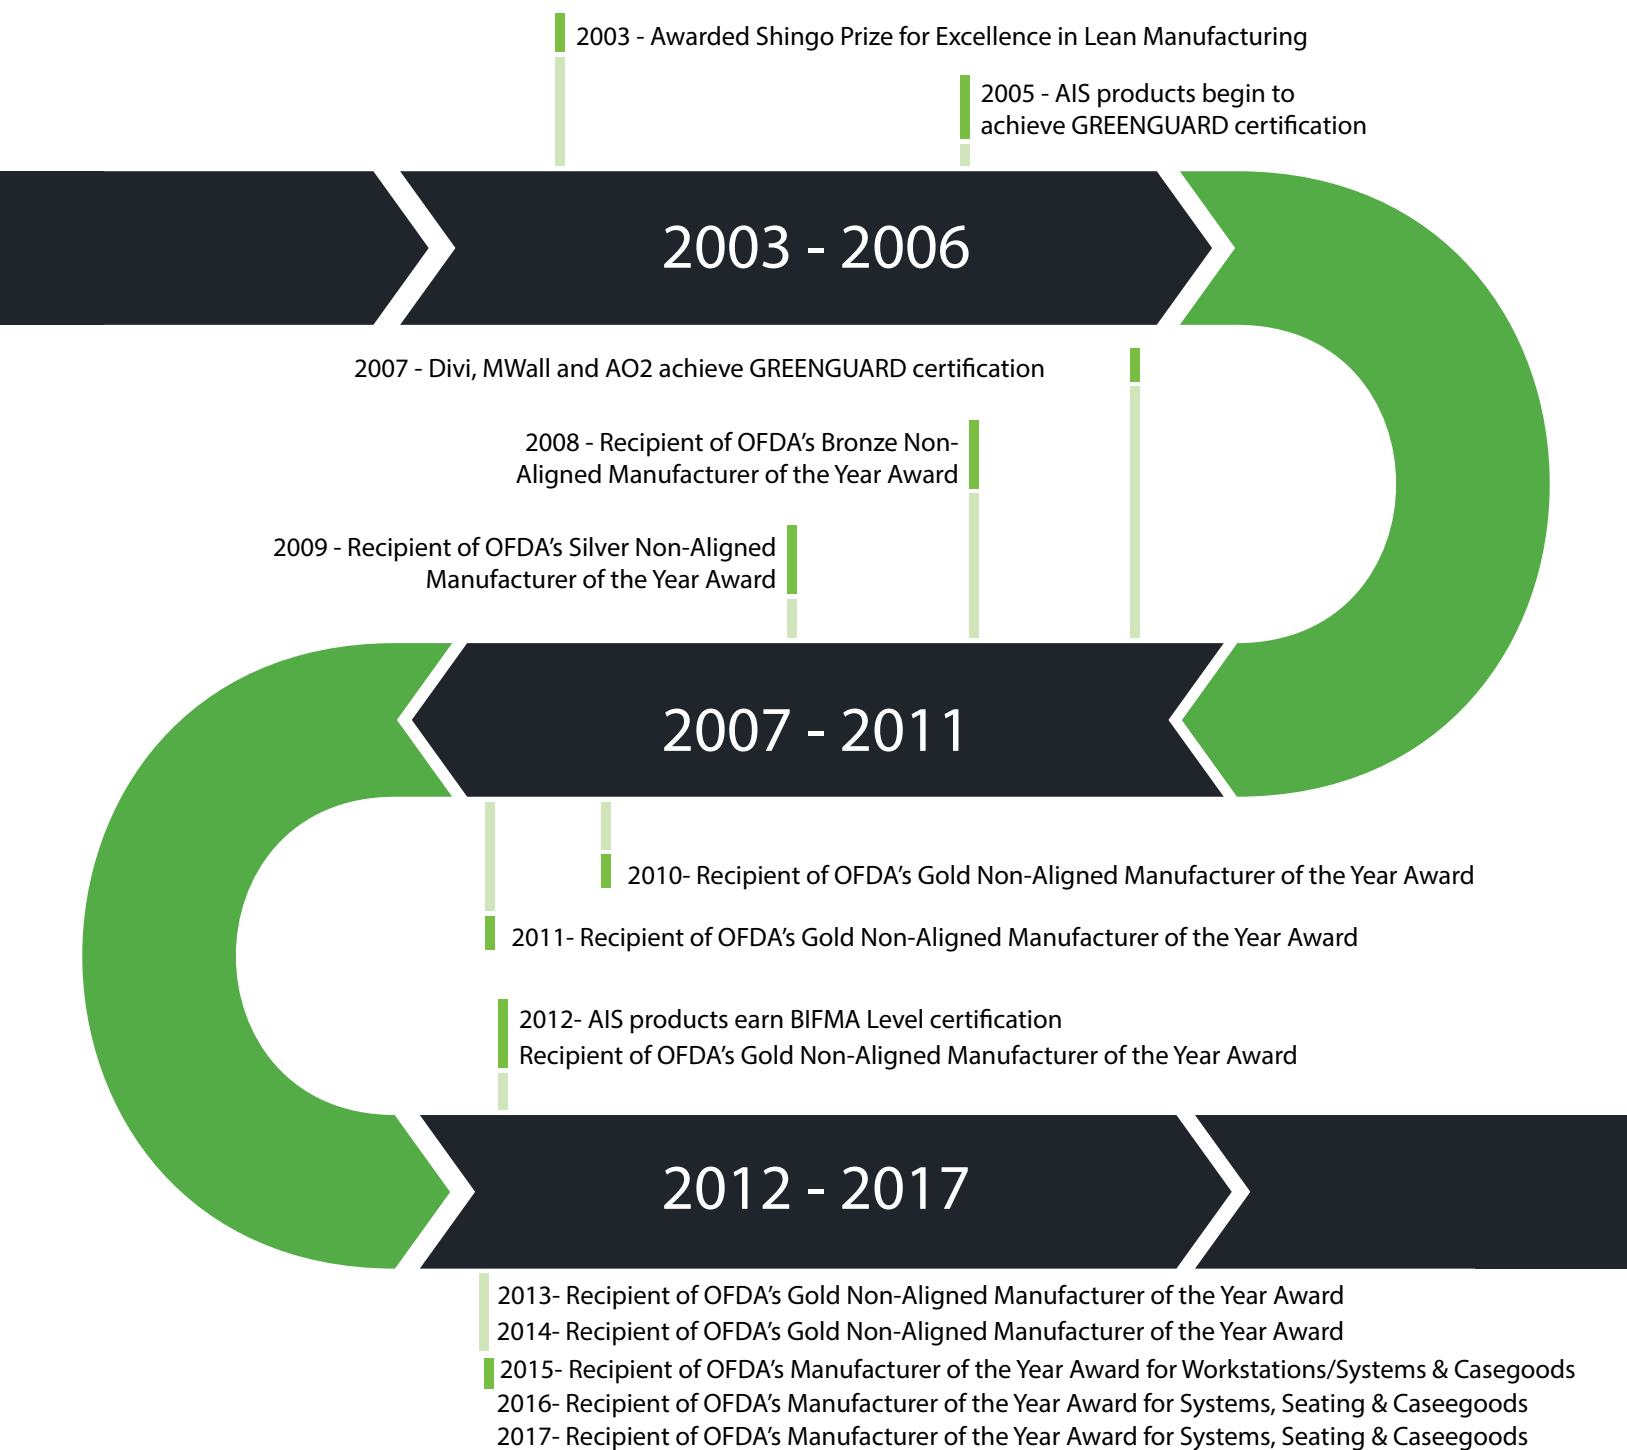 2003 - Awarded Shingo Prize for Excellence in Lean Manufacturing
2005 - AIS products begin to
achieve GREENGUARD certification
2003 - 2006
2007 - Divi, MWall and AO2 achieve GREENGUARD certification
2008 - Recipient of OFDA’s Bronze Non-
Aligned Manufacturer of the Year Award
2009 - Recipient of OFDA’s Silver Non-Aligned
Manufacturer of the Year Award
2007 - 2011
2010- Recipient of OFDA’s Gold Non-Aligned Manufacturer of the Year Award
2011- Recipient of OFDA’s Gold Non-Aligned Manufacturer of the Year Award
2012- AIS products earn BIFMA Level certification
Recipient of OFDA’s Gold Non-Aligned Manufacturer of the Year Award
2012 - 2017
2013- Recipient of OFDA’s Gold Non-Aligned Manufacturer of the Year Award
2014- Recipient of OFDA’s Gold Non-Aligned Manufacturer of the Year Award
2015- Recipient of OFDA’s Manufacturer of the Year Award for Workstations/Systems & Casegoods
2016- Recipient of OFDA’s Manufacturer of the Year Award for Systems, Seating & Caseegoods
2017- Recipient of OFDA’s Manufacturer of the Year Award for Systems, Seating & Caseegoods